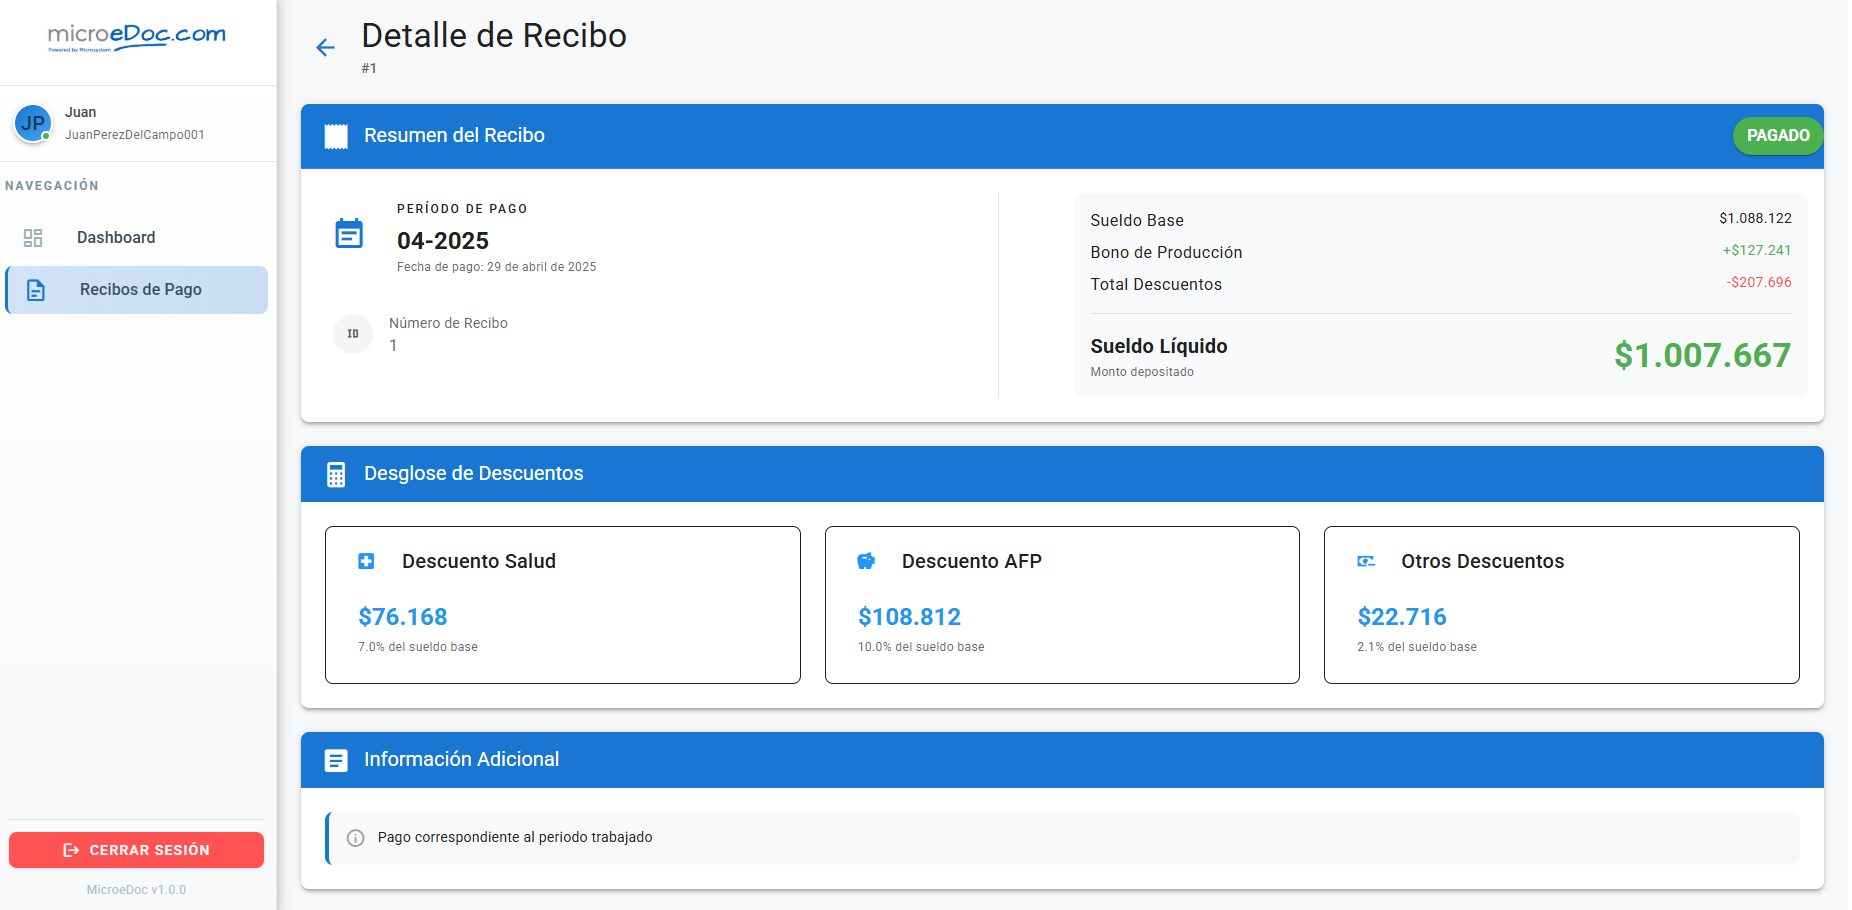 microeDoc.com
Powered by Microsystem
JP
Juan
JuanPerezDelCampo001
NAVEGACIÓN
Dashboard
Recibos de Pago
CERRAR SESIÓN
MicroeDoc v1.0.0
Detalle de Recibo
#1
Resumen del Recibo
PAGADO
PERÍODO DE PAGO
04-2025
Fecha de pago: 29 de abril de 2025
ID
Número de Recibo
1
Sueldo Base $1.088.122
Bono de Producción +$127.241
Total Descuentos -$207.696
Sueldo Líquido $1.007.667
Monto depositado
Desglose de Descuentos
Descuento Salud
$76.168
7.0% del sueldo base
Descuento AFP
$108.812
10.0% del sueldo base
Otros Descuentos
$22.716
2.1% del sueldo base
Información Adicional
Pago correspondiente al periodo trabajado